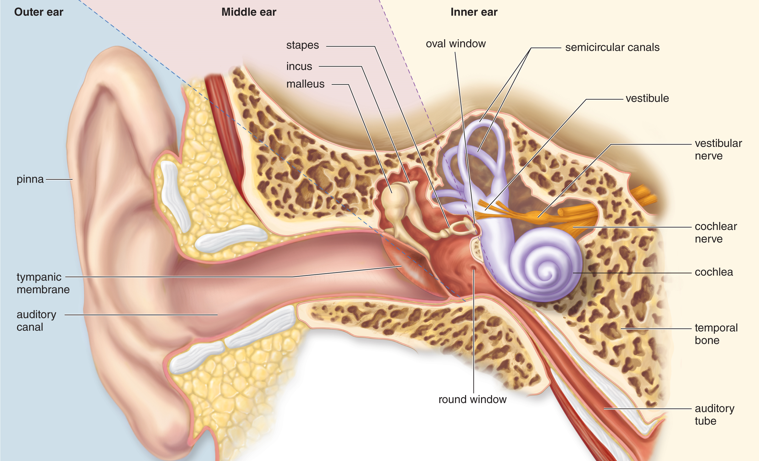 Outer ear
Middle ear
Inner ear
stapes
incus
malleus
oval window
semicircular canals
vestibule
vestibular
nerve
pinna
cochlear
nerve
cochlea
tympanic
membrane
auditory
canal
temporal
bone
round window
auditory
tube